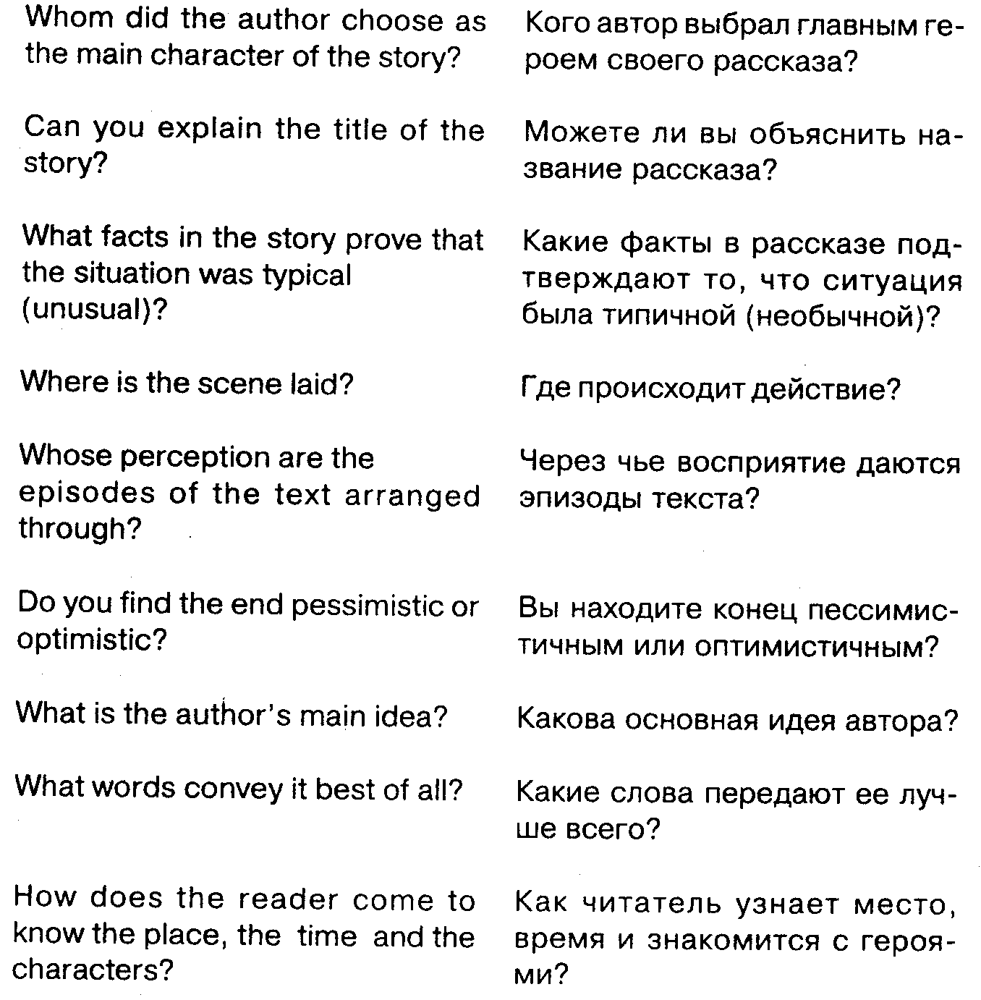 Whom did the author choose as
the main character of the story?
Кого автор выбрал главным ге-
роем своего рассказа?
Can you explain the title of the
story?
Можете ли вы объяснить на-
звание рассказа?
What facts in the story prove that
the situation was typical
(unusual)?
Какие факты в рассказе под-
тверждают то, что ситуация
была типичной (необычной)?
Where is the scene laid?
Где происходит действие?
Whose perception are the
episodes of the text arranged
through?
Через чье восприятие даются
эпизоды текста?
Do you find the end pessimistic or
optimistic?
Вы находите конец пессимис-
тичным или оптимистичным?
What is the author's main idea?
Какова основная идея автора?
What words convey it best of all?
Какие слова передают ее луч-
ше всего?
How does the reader come to
know the place, the time and the
characters?
Как читатель узнает место,
время и знакомится с героя-
ми?